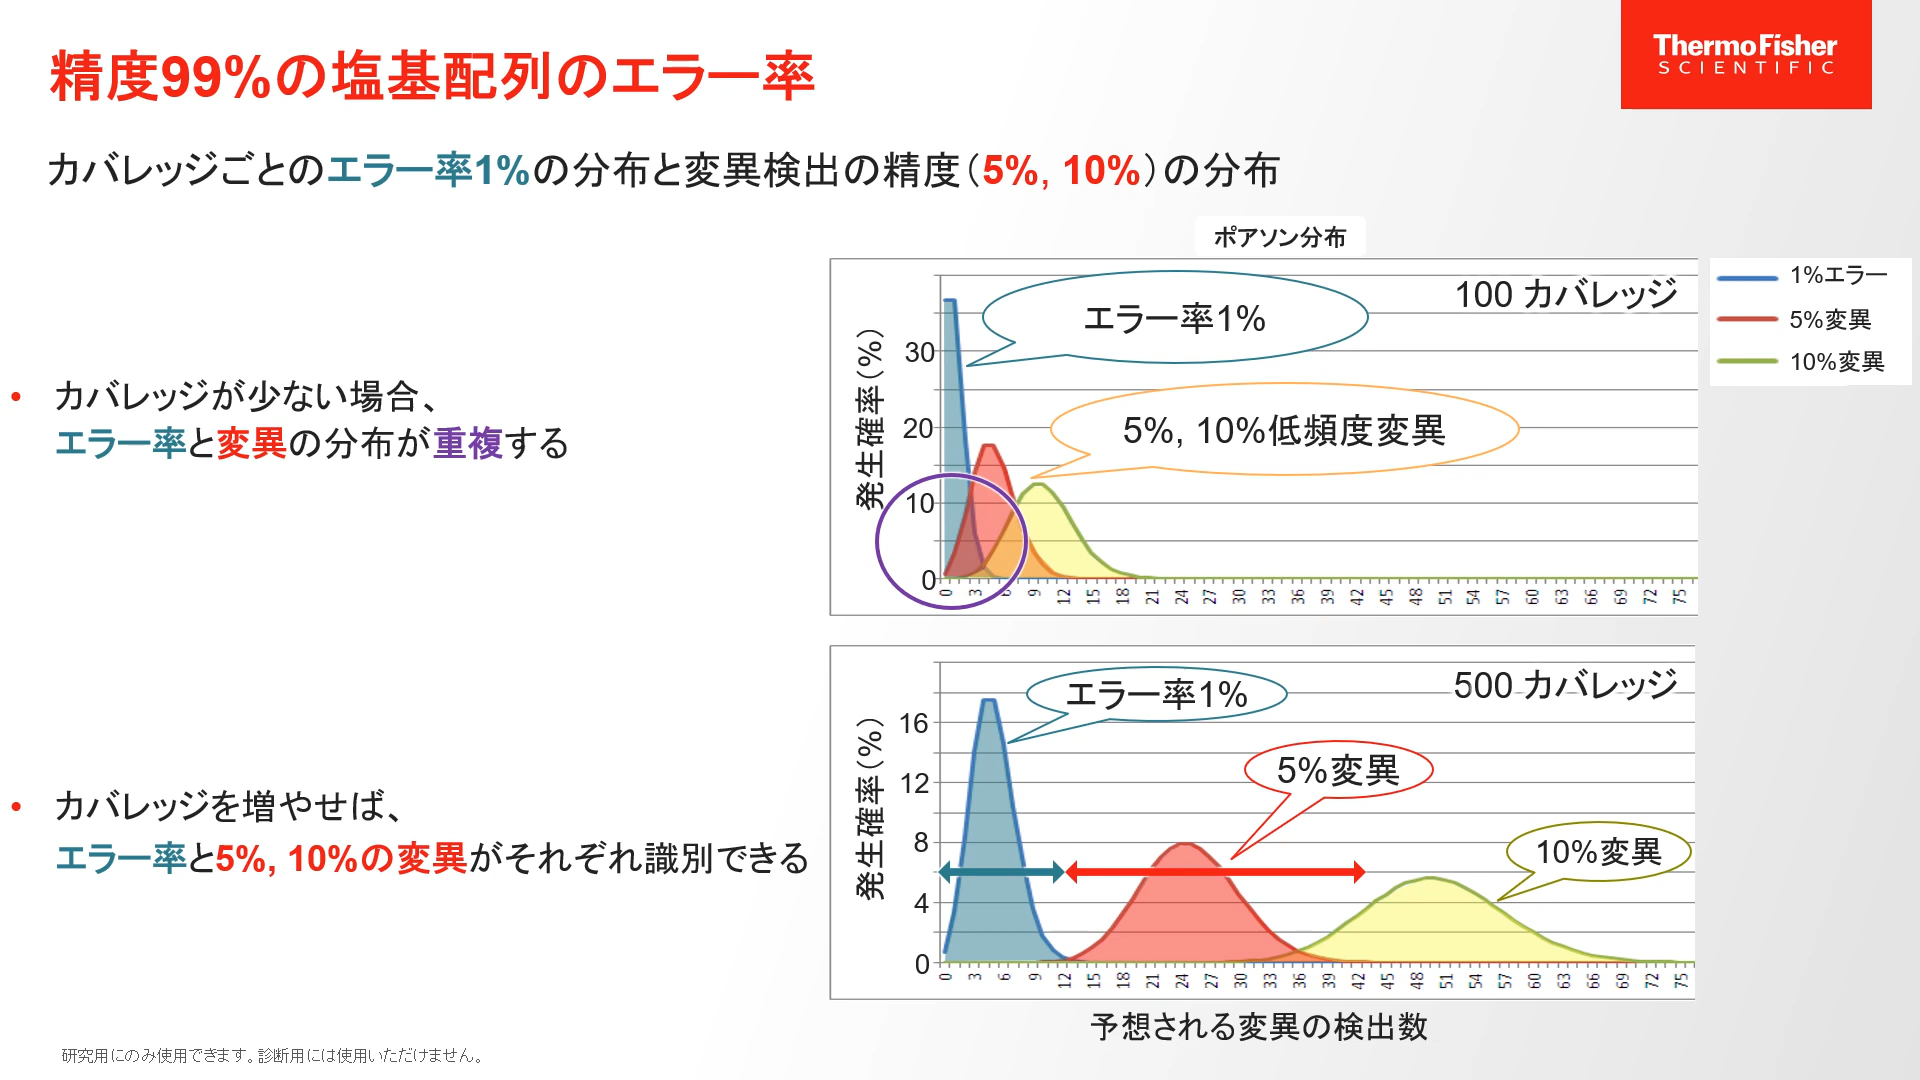 精度99%の塩基配列のエラー率
ThermoFisher
SCIENTIFIC
カバレッジごとのエラー率1%の分布と変異検出の精度（5%, 10%）の分布
• カバレッジが少ない場合、
エラー率と変異の分布が重複する
• カバレッジを増やせば、
エラー率と5%, 10%の変異がそれぞれ識別できる
ポアソン分布
100 カバレッジ
エラー率1%
5%, 10%低頻度変異
発生確率（%）
30
20
10
0
0 3 6 9 12 15 18 21 24 27 30 33 36 39 42 45 48 51 54 57 60 63 66 69 72 75
1%エラー
5%変異
10%変異
500 カバレッジ
エラー率1%
5%変異
10%変異
発生確率（%）
16
12
8
4
0
0 3 6 9 12 15 18 21 24 27 30 33 36 39 42 45 48 51 54 57 60 63 66 69 72 75
予想される変異の検出数
研究用にのみ使用できます。診断用には使用いただけません。